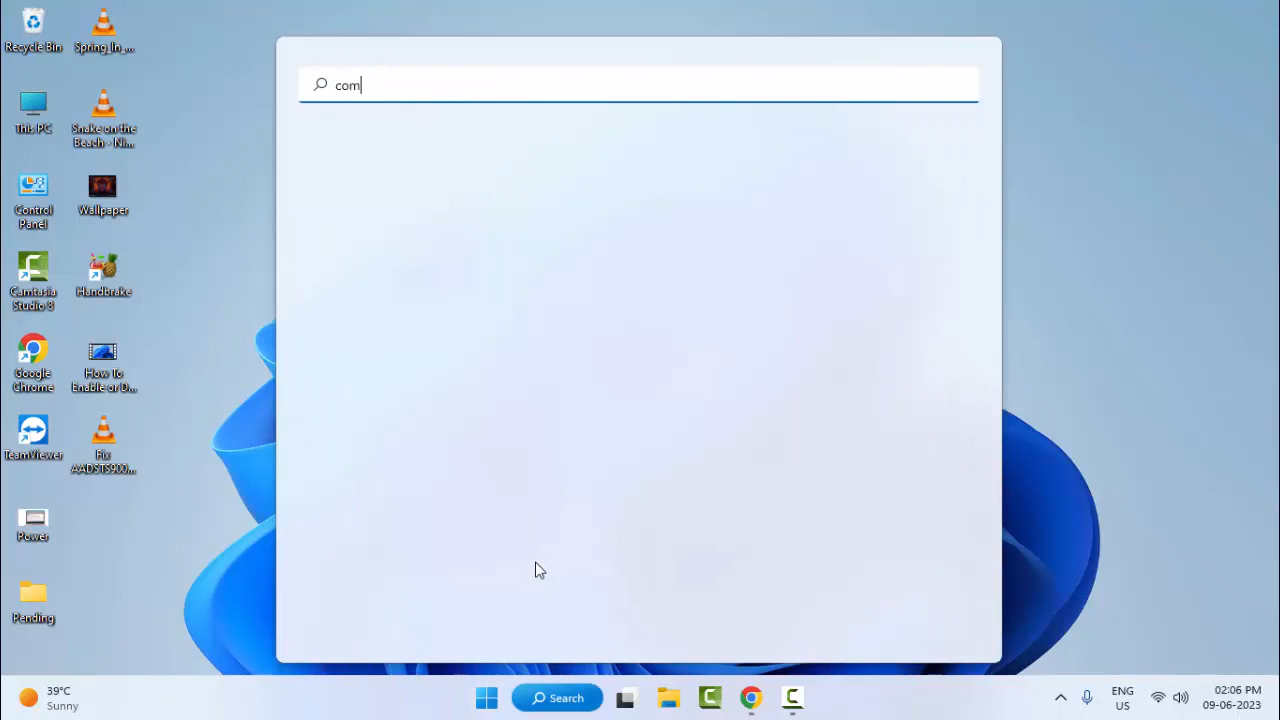 Recycle Bin
Spring_In_...
This PC
Snake on the
Beach - Ni...
Control
Panel
Wallpaper
Camtasia
Studio 8
Handbrake
Google
Chrome
How To
Enable or D...
TeamViewer
Fix
AADSTS900...
Power
Pending
com
39°C
Sunny
Search
ENG
US
02:06 PM
09-06-2023